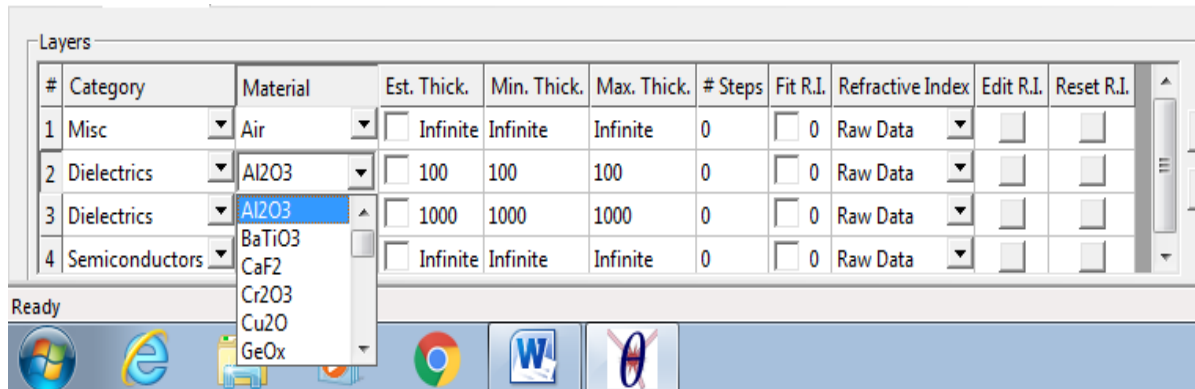 Layers
# Category Material Est. Thick. Min. Thick. Max. Thick. # Steps Fit R.I. Refractive Index Edit R.I. Reset R.I.
1 Misc Air Infinite Infinite Infinite 0 0 Raw Data
2 Dielectrics Al2O3 100 100 100 0 0 Raw Data
3 Dielectrics 1000 1000 1000 0 0 Raw Data
4 Semiconductors Infinite Infinite Infinite 0 0 Raw Data
Al2O3
BaTiO3
CaF2
Cr2O3
Cu2O
GeOx
Ready
W
θ